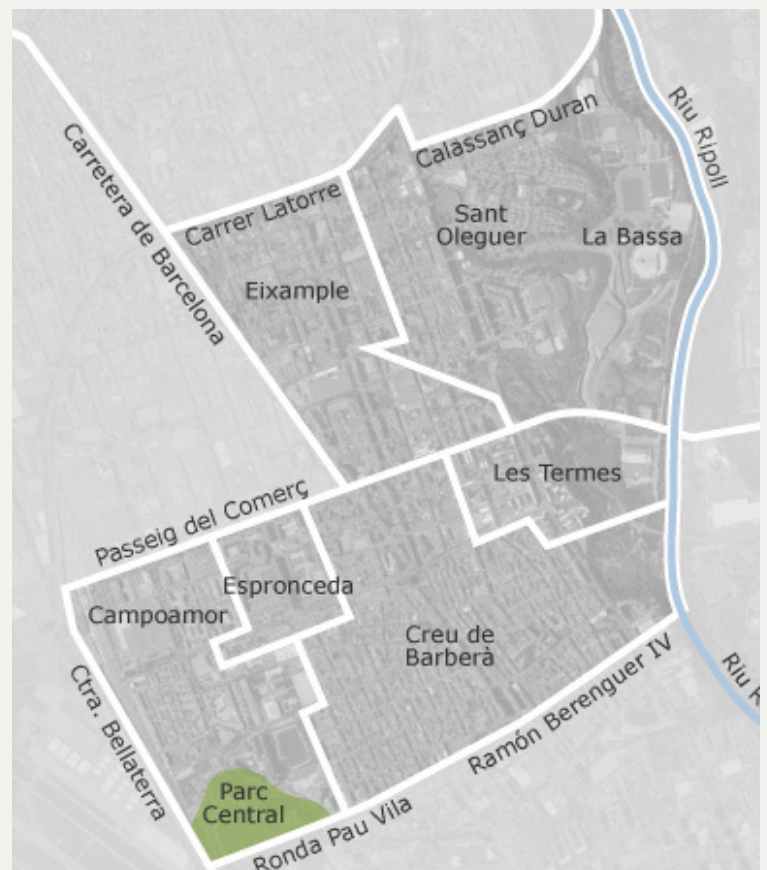 Riu Ripoll
Calassanç Duran
Carretera de Barcelona
Carrer Latorre
Sant
Oleguer
La Bassa
Eixample
Les Termes
Passeig del Comerç
Espronceda
Campoamor
Creu de
Barberà
Ctra. Bellaterra
Ramón Berenguer IV
Riu
Parc
Central
Ronda Pau Vila